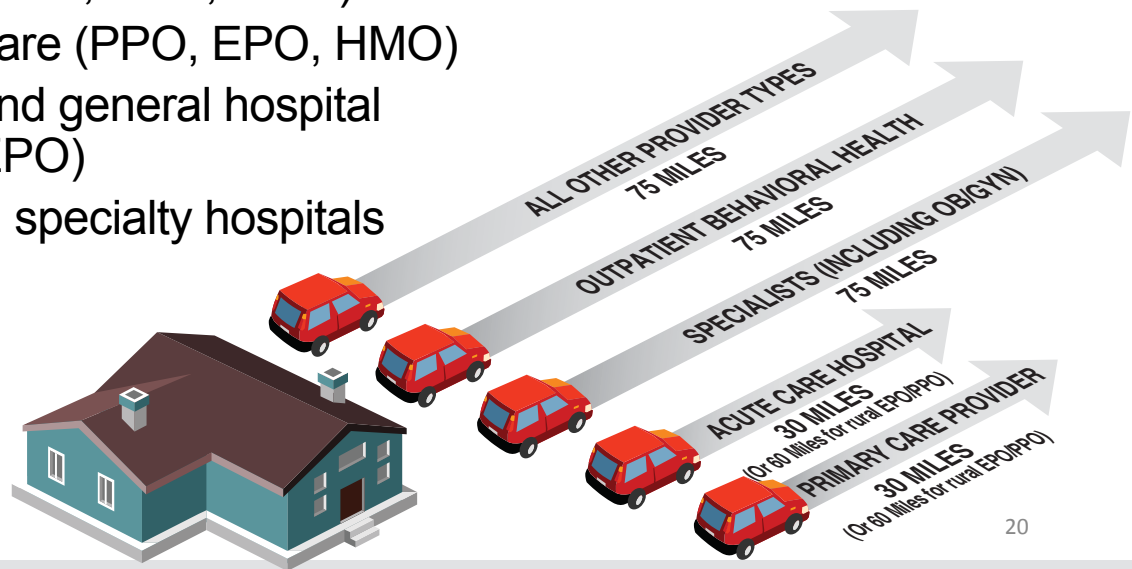 are (PPO, EPO, HMO)
nd general hospital
EPO)
specialty hospitals
ALL OTHER PROVIDER TYPES
75 MILES
OUTPATIENT BEHAVIORAL HEALTH
75 MILES
SPECIALISTS (INCLUDING OB/GYN)
75 MILES
ACUTE CARE HOSPITAL
30 MILES
(Or 60 Miles for rural EPO/PPO)
PRIMARY CARE PROVIDER
30 MILES
(Or 60 Miles for rural EPO/PPO)
20